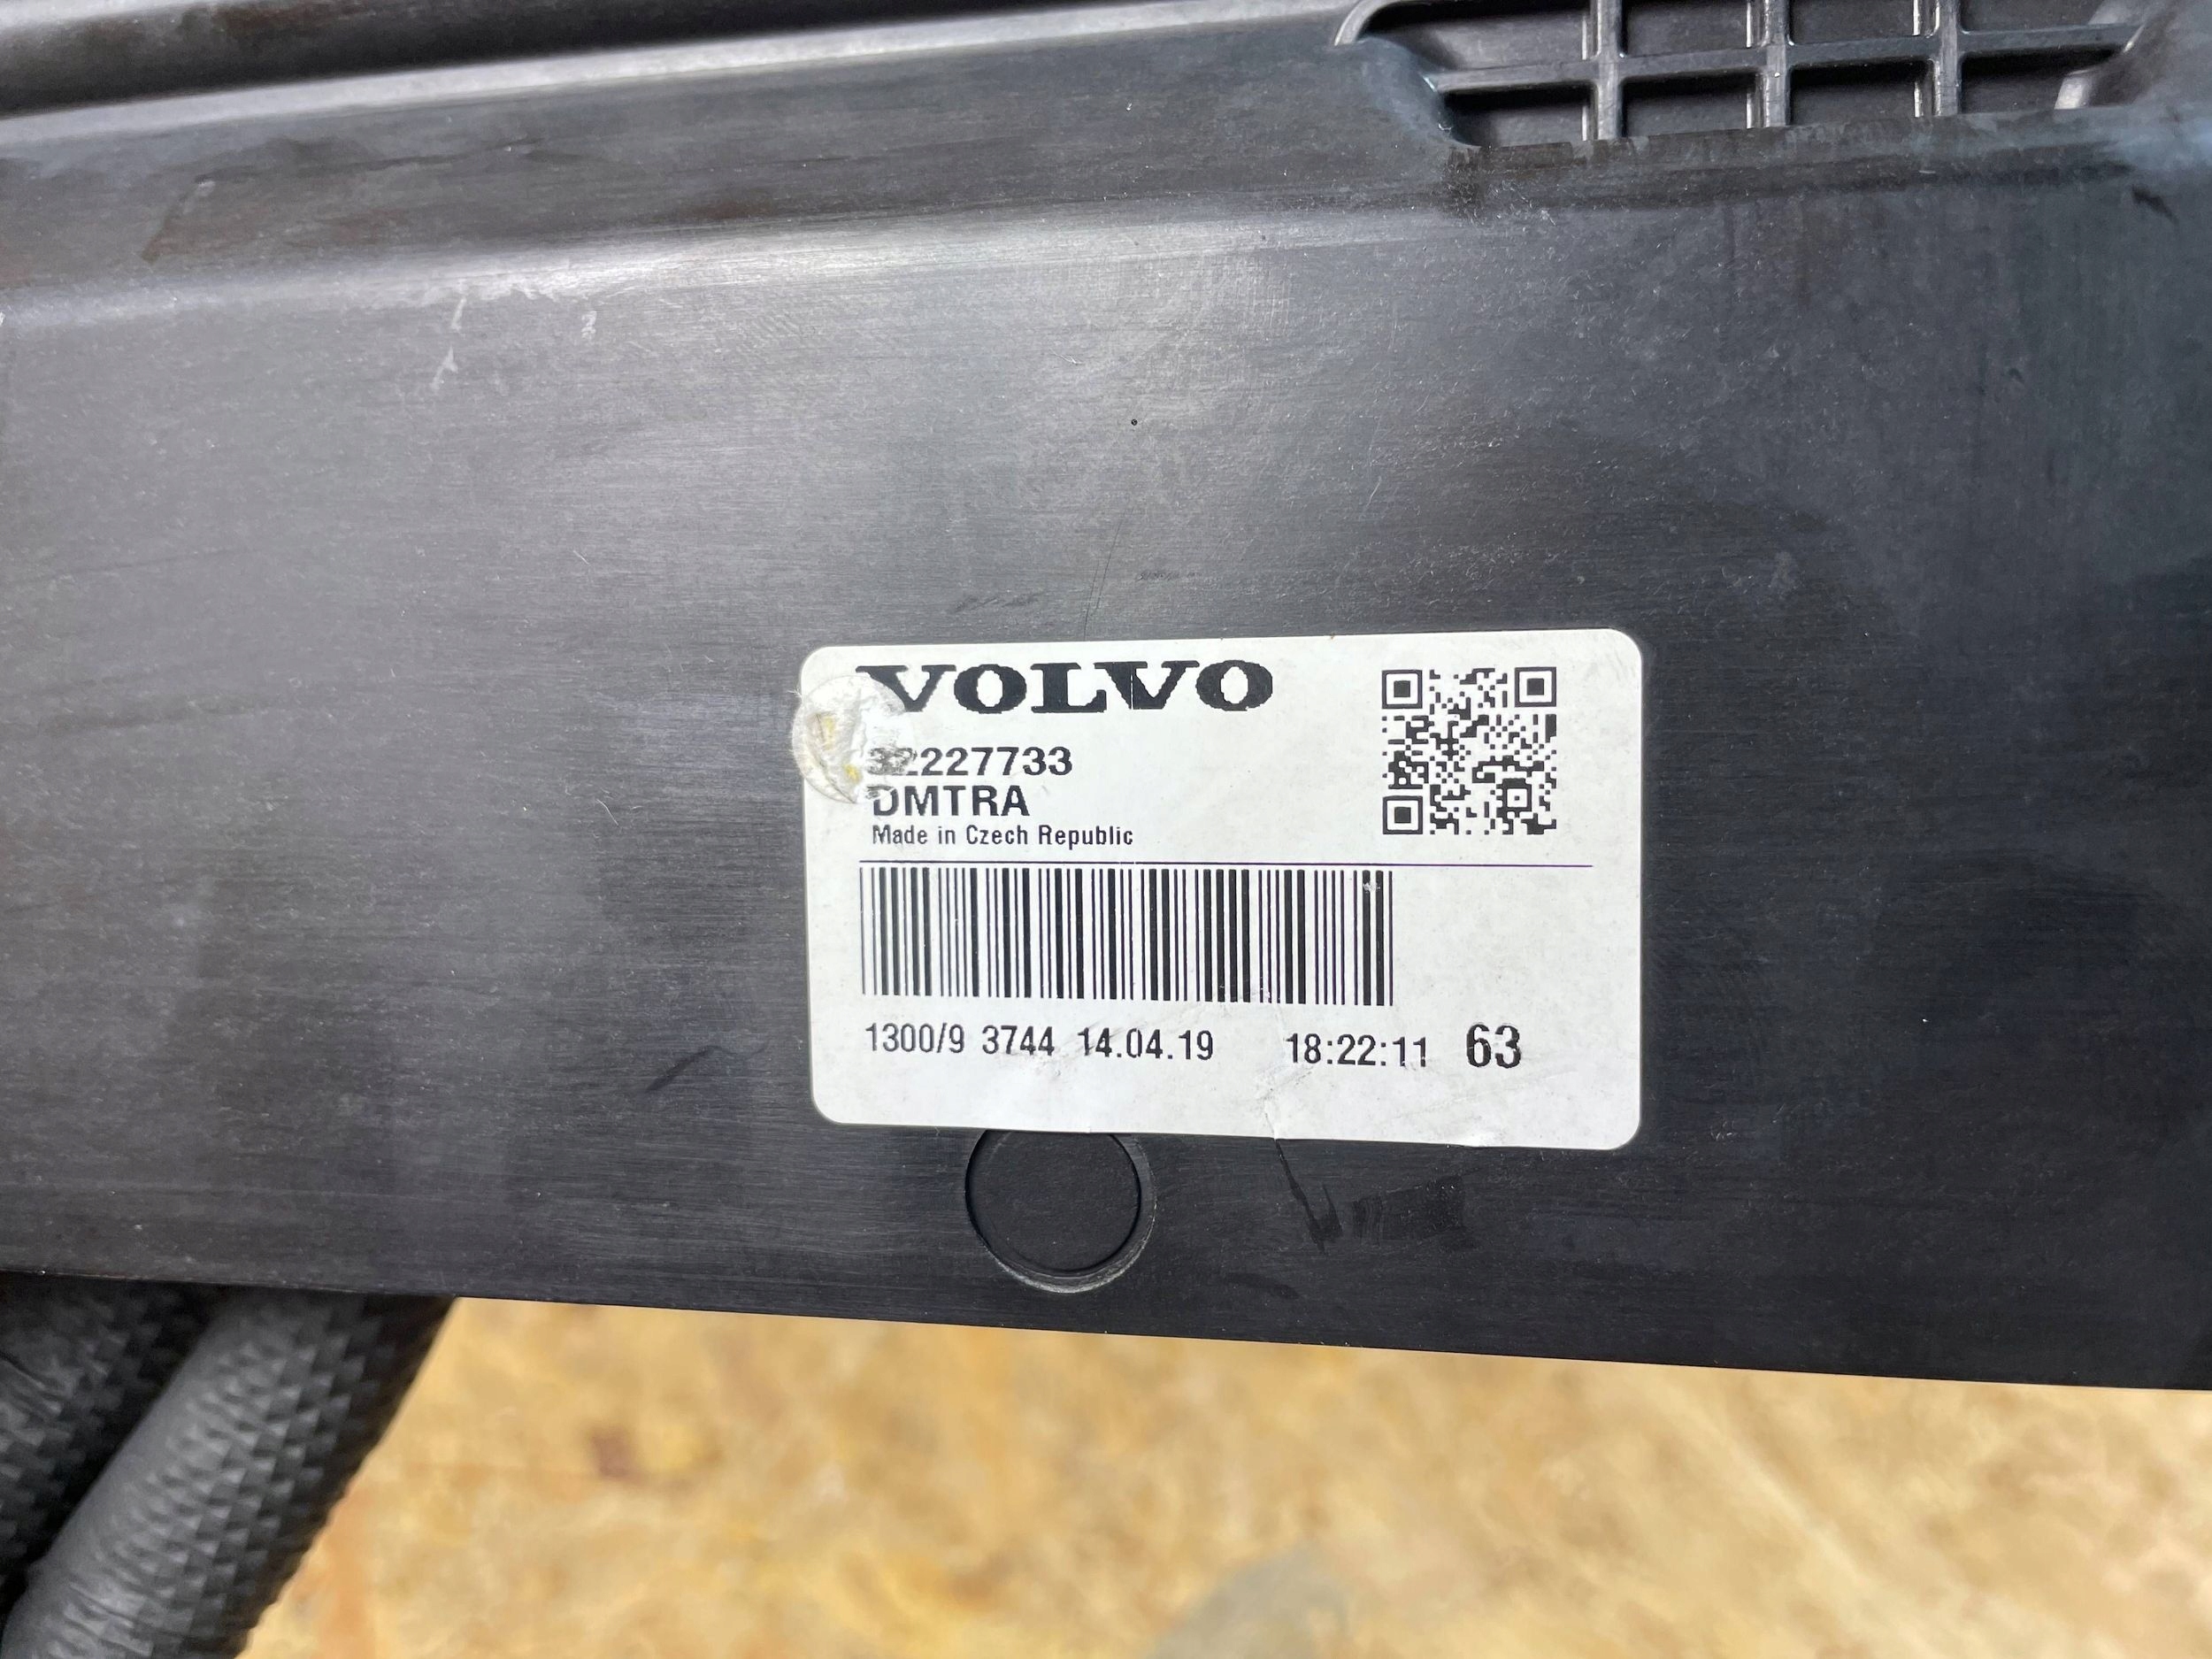 VOLVO
32227733
DMTRA
Made in Czech Republic
1300/9 3744 14.04.19 18:22:11 63